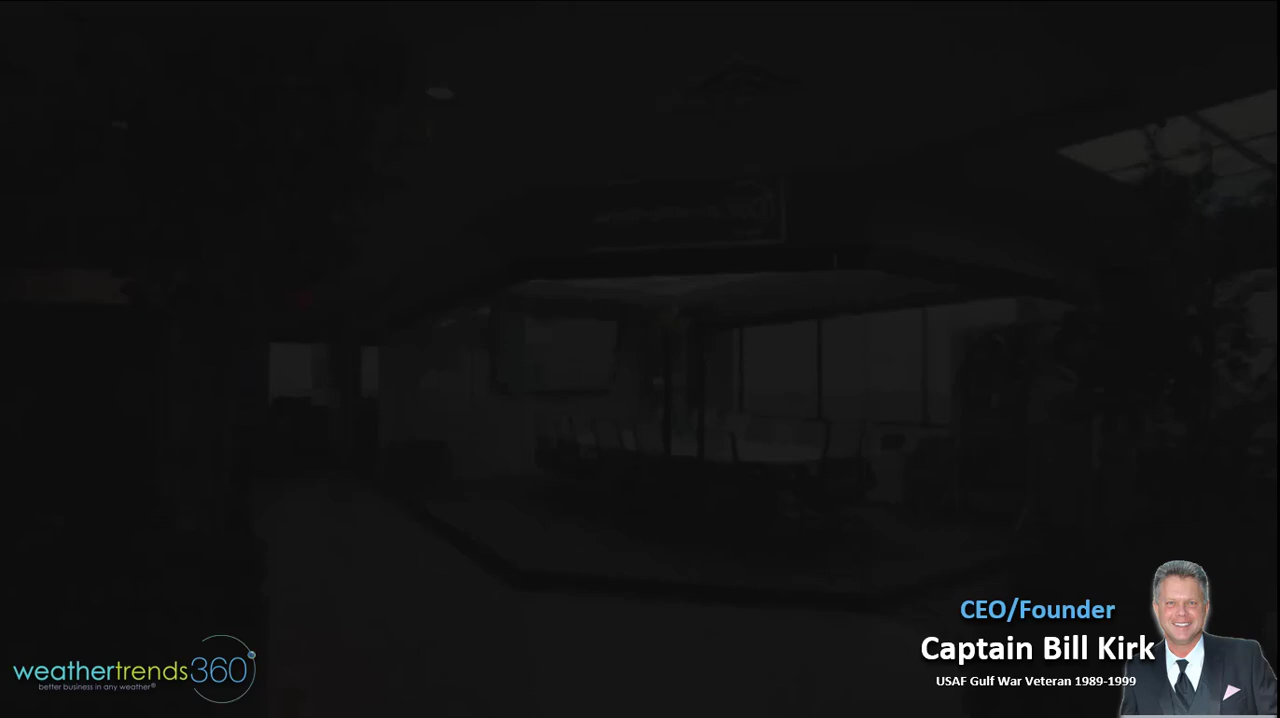 CEO/Founder
Captain Bill Kirk
USAF Gulf War Veteran 1989-1999
weathertrends360
better business in any weather®